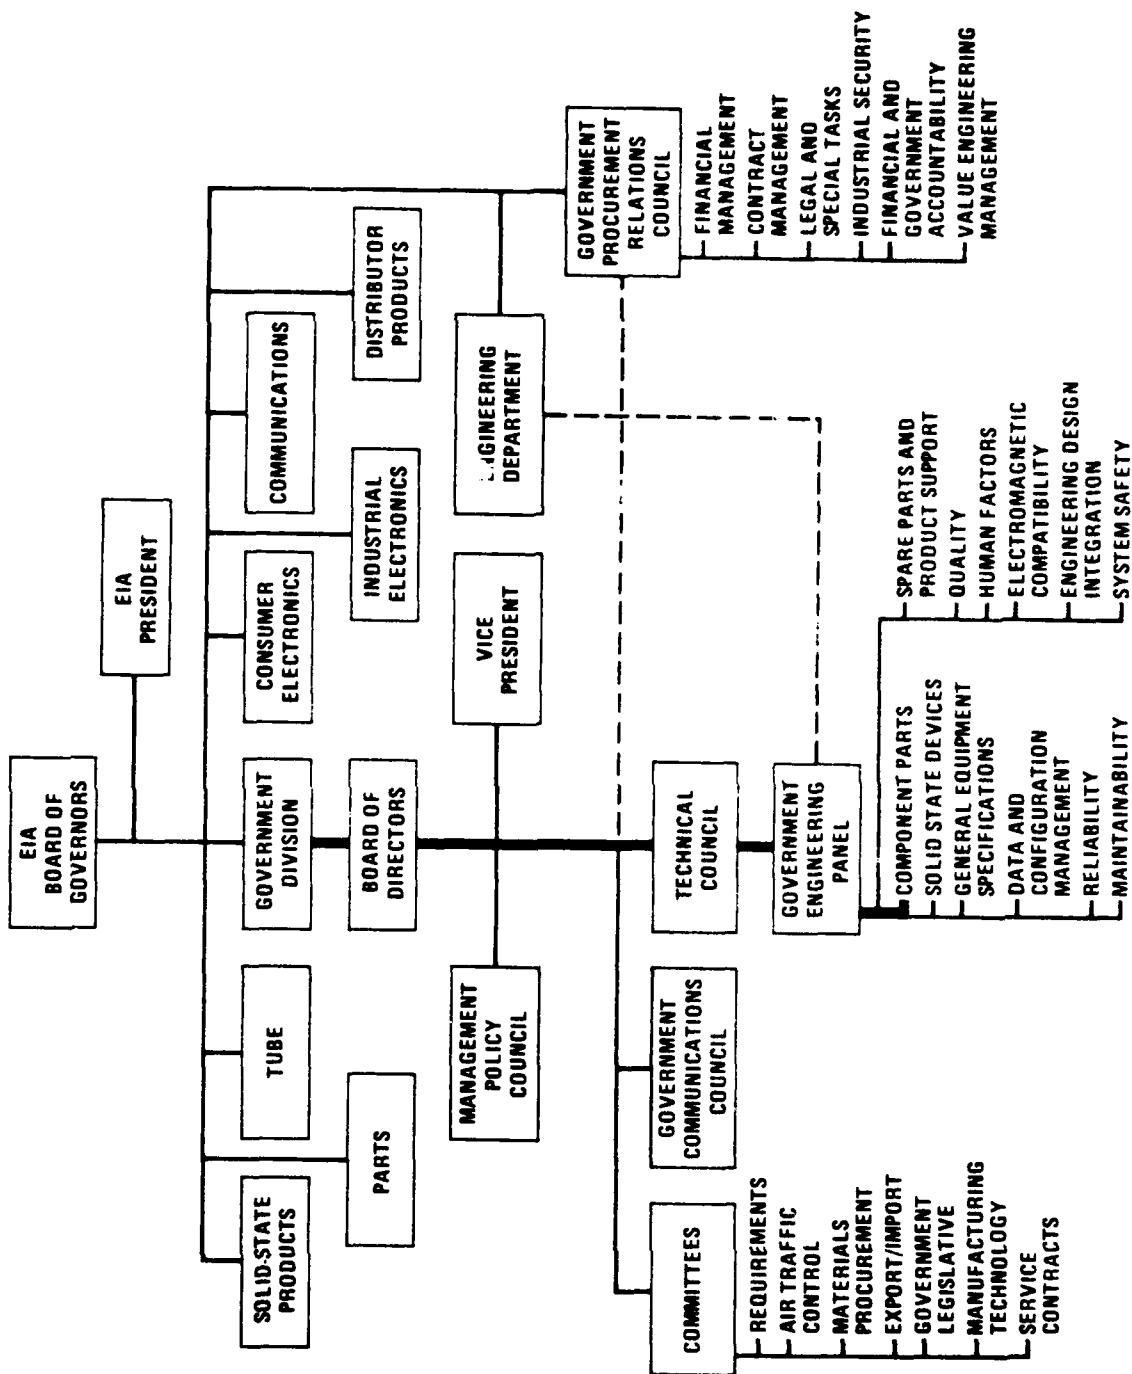 EIA
BOARD OF
GOVERNORS
EIA
PRESIDENT
SOLID-STATE
PRODUCTS
TUBE
GOVERNMENT
DIVISION
CONSUMER
ELECTRONICS
COMMUNICATIONS
PARTS
BOARD OF
DIRECTORS
INDUSTRIAL
ELECTRONICS
DISTRIBUTOR
PRODUCTS
MANAGEMENT
POLICY
COUNCIL
VICE
PRESIDENT
ENGINEERING
DEPARTMENT
GOVERNMENT
PROCUREMENT
RELATIONS
COUNCIL
FINANCIAL
MANAGEMENT
CONTRACT
MANAGEMENT
LEGAL AND
SPECIAL TASKS
INDUSTRIAL SECURITY
FINANCIAL AND
GOVERNMENT
ACCOUNTABILITY
VALUE ENGINEERING
MANAGEMENT
COMMITTEES
REQUIREMENTS
AIR TRAFFIC
CONTROL
MATERIALS
PROCUREMENT
EXPORT/IMPORT
GOVERNMENT
LEGISLATIVE
MANUFACTURING
TECHNOLOGY
SERVICE
CONTRACTS
GOVERNMENT
COMMUNICATIONS
COUNCIL
TECHNICAL
COUNCIL
GOVERNMENT
ENGINEERING
PANEL
COMPONENT PARTS
SOLID STATE DEVICES
GENERAL EQUIPMENT
SPECIFICATIONS
DATA AND
CONFIGURATION
MANAGEMENT
RELIABILITY
MAINTAINABILITY
SPARE PARTS AND
PRODUCT SUPPORT
QUALITY
HUMAN FACTORS
ELECTROMAGNETIC
COMPATIBILITY
ENGINEERING DESIGN
INTEGRATION
SYSTEM SAFETY